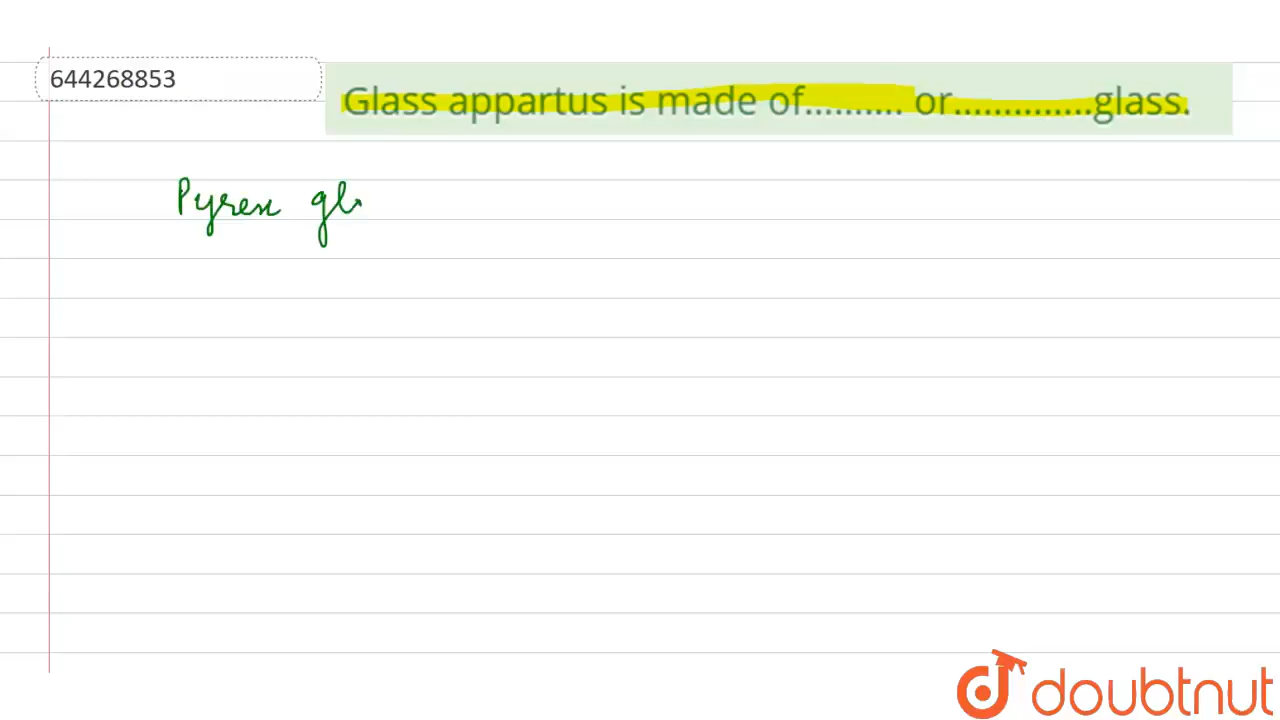 644268853
Glass appartus is made of.......... or..............glass.
Pyrex gl
doubtnut